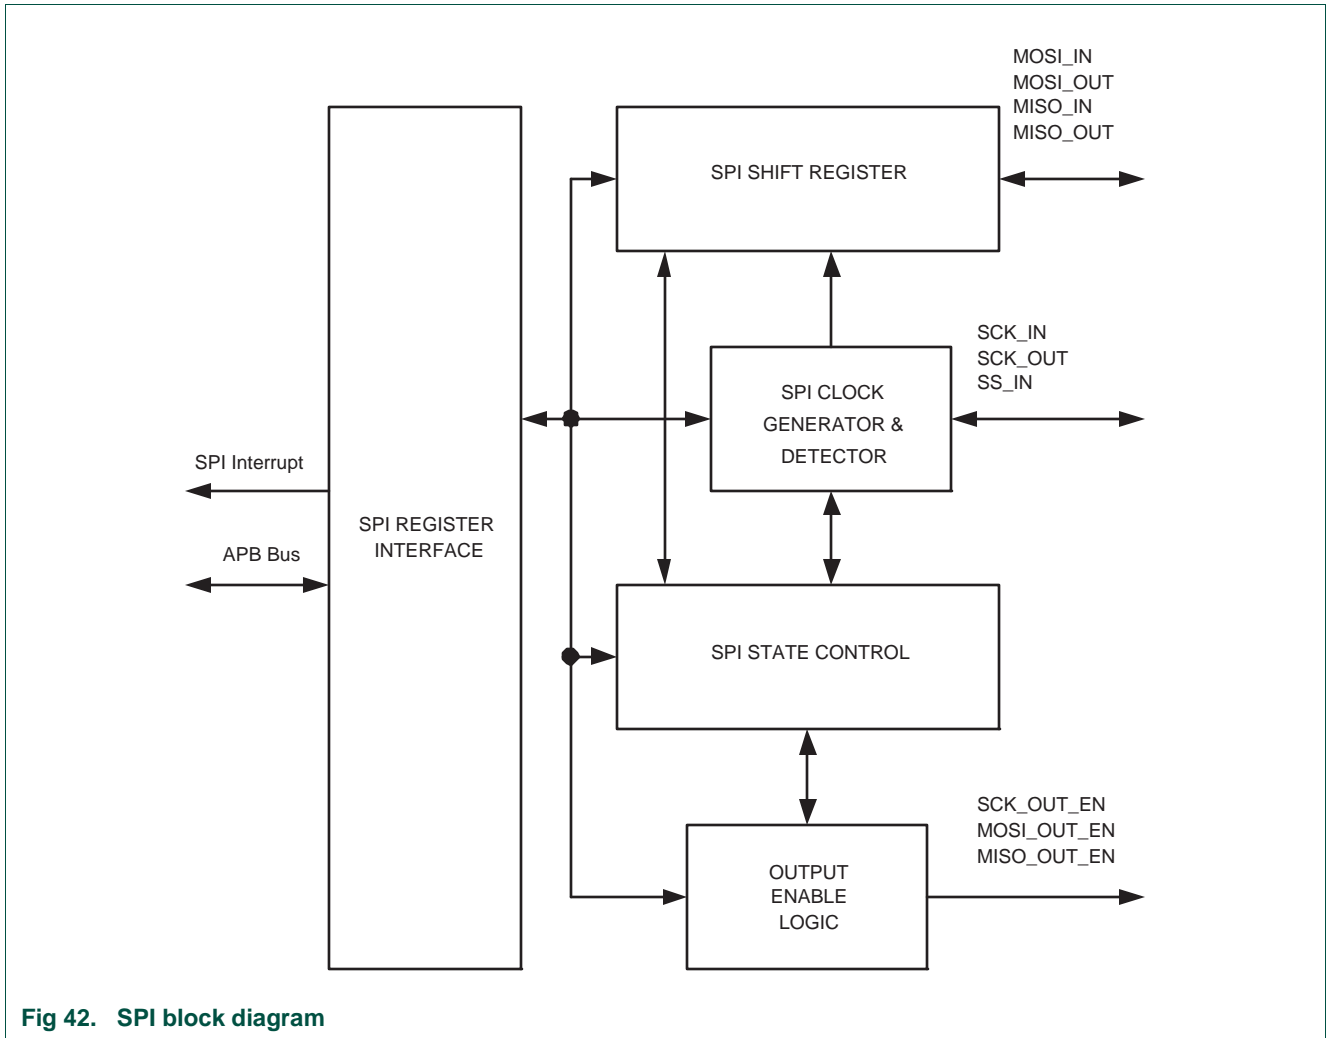 MOSI_IN
MOSI_OUT
MISO_IN
MISO_OUT
SPI SHIFT REGISTER
SCK_IN
SCK_OUT
SS_IN
SPI CLOCK
GENERATOR &
DETECTOR
SPI Interrupt
SPI REGISTER
INTERFACE
APB Bus
SPI STATE CONTROL
SCK_OUT_EN
MOSI_OUT_EN
MISO_OUT_EN
OUTPUT
ENABLE
LOGIC
Fig 42. SPI block diagram